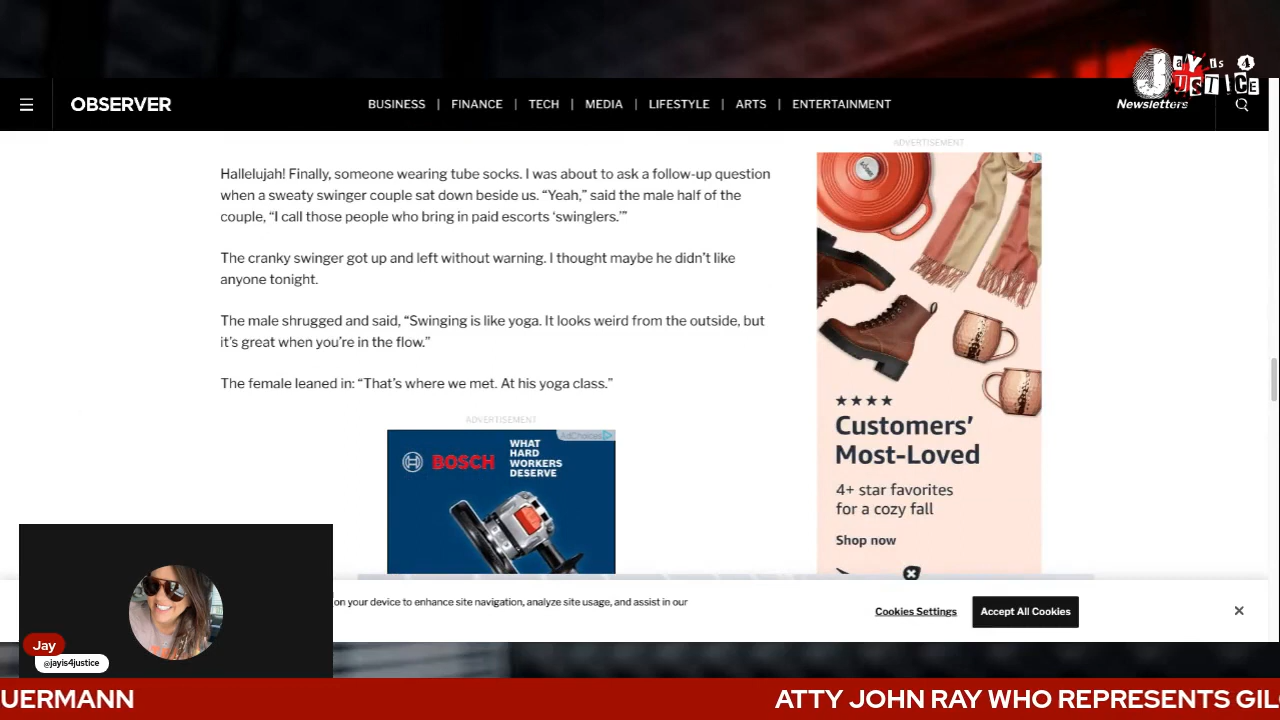 JaY iS 4
JUSTICE
OBSERVER
BUSINESS | FINANCE | TECH | MEDIA | LIFESTYLE | ARTS | ENTERTAINMENT
Newsletters
ADVERTISEMENT
Hallelujah! Finally, someone wearing tube socks. I was about to ask a follow-up question
when a sweaty swinger couple sat down beside us. “Yeah,” said the male half of the
couple, “I call those people who bring in paid escorts ‘swinglers.’”
The cranky swinger got up and left without warning. I thought maybe he didn’t like
anyone tonight.
The male shrugged and said, “Swinging is like yoga. It looks weird from the outside, but
it’s great when you’re in the flow.”
The female leaned in: “That’s where we met. At his yoga class.”
ADVERTISEMENT
AdChoices
BOSCH
WHAT
HARD
WORKERS
DESERVE
Customers’
Most-Loved
4+ star favorites
for a cozy fall
Shop now
on your device to enhance site navigation, analyze site usage, and assist in our
Cookies Settings
Accept All Cookies
Jay
@jayis4justice
UERMANN ATTY JOHN RAY WHO REPRESENTS GIL